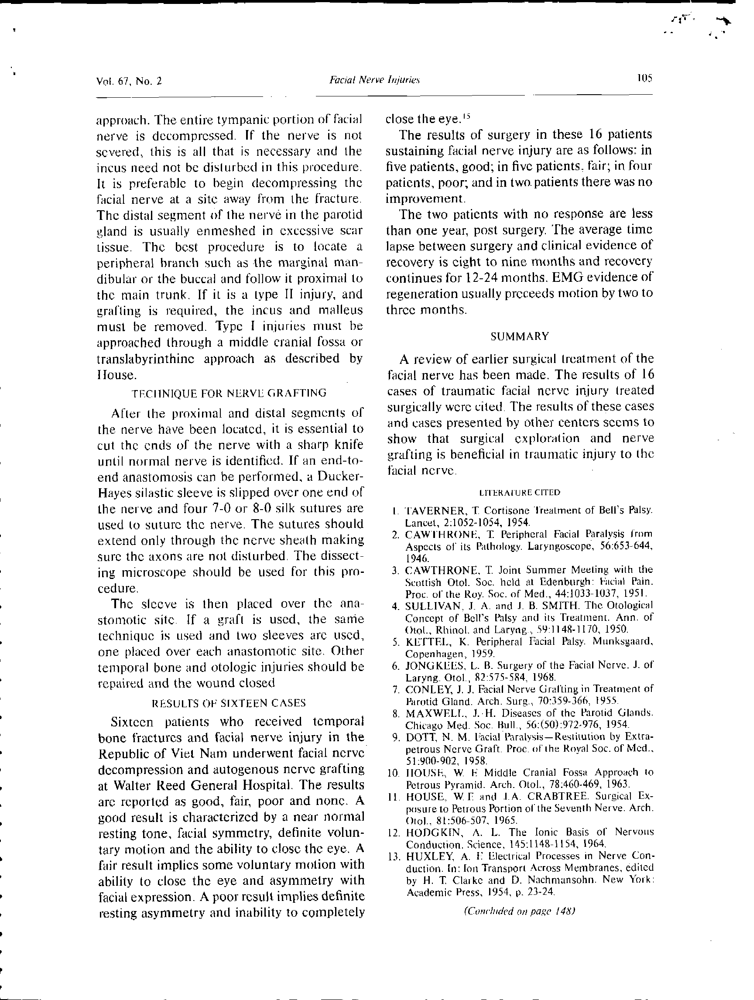 Vol. 67, No. 2
Facial Nerve Injuries
105
approach. The entire tympanic portion of facial
nerve is decompressed. If the nerve is not
severed, this is all that is necessary and the
incus need not be disturbed in this procedure.
It is preferable to begin decompressing the
facial nerve at a site away from the fracture.
The distal segment of the nerve in the parotid
gland is usually enmeshed in excessive scar
tissue. The best procedure is to locate a
peripheral branch such as the marginal man-
dibular or the buccal and follow it proximal to
the main trunk. If it is a type II injury, and
grafting is required, the incus and malleus
must be removed. Type I injuries must be
approached through a middle cranial fossa or
translabyrinthine approach as described by
House.
TECHNIQUE FOR NERVE GRAFTING
After the proximal and distal segments of
the nerve have been located, it is essential to
cut the ends of the nerve with a sharp knife
until normal nerve is identified. If an end-to-
end anastomosis can be performed, a Ducker-
Hayes silastic sleeve is slipped over one end of
the nerve and four 7-0 or 8-0 silk sutures are
used to suture the nerve. The sutures should
extend only through the nerve sheath making
sure the axons are not disturbed. The dissect-
ing microscope should be used for this pro-
cedure.
The sleeve is then placed over the ana-
stomotic site. If a graft is used, the same
technique is used and two sleeves are used,
one placed over each anastomotic site. Other
temporal bone and otologic injuries should be
repaired and the wound closed
RESULTS OF SIXTEEN CASES
Sixteen patients who received temporal
bone fractures and facial nerve injury in the
Republic of Viet Nam underwent facial nerve
decompression and autogenous nerve grafting
at Walter Reed General Hospital. The results
are reported as good, fair, poor and none. A
good result is characterized by a near normal
resting tone, facial symmetry, definite volun-
tary motion and the ability to close the eye. A
fair result implies some voluntary motion with
ability to close the eye and asymmetry with
facial expression. A poor result implies definite
resting asymmetry and inability to completely
close the eye.15
The results of surgery in these 16 patients
sustaining facial nerve injury are as follows: in
five patients, good; in five patients, fair; in four
patients, poor; and in two patients there was no
improvement.
The two patients with no response are less
than one year, post surgery. The average time
lapse between surgery and clinical evidence of
recovery is eight to nine months and recovery
continues for 12-24 months. EMG evidence of
regeneration usually preceeds motion by two to
three months.
SUMMARY
A review of earlier surgical treatment of the
facial nerve has been made. The results of 16
cases of traumatic facial nerve injury treated
surgically were cited. The results of these cases
and cases presented by other centers seems to
show that surgical exploration and nerve
grafting is beneficial in traumatic injury to the
facial nerve.
LITERATURE CITED
1. TAVERNER, T. Cortisone Treatment of Bell's Palsy.
Lancet, 2:1052-1054, 1954.
2. CAWTHRONE, T. Peripheral Facial Paralysis from
Aspects of its Pathology. Laryngoscope, 56:653-644,
1946.
3. CAWTHRONE, T. Joint Summer Meeting with the
Scottish Otol. Soc. held at Edenburgh: Facial Pain.
Proc. of the Roy. Soc. of Med., 44:1033-1037, 1951.
4. SULLIVAN, J. A. and J. B. SMITH. The Otological
Concept of Bell's Palsy and its Treatment. Ann. of
Otol., Rhinol. and Laryng., 59:1148-1170, 1950.
5. KETTEL, K. Peripheral Facial Palsy. Munksgaard,
Copenhagen, 1959.
6. JONGKEES, L. B. Surgery of the Facial Nerve. J. of
Laryng. Otol., 82:575-584, 1968.
7. CONLEY, J. J. Facial Nerve Grafting in Treatment of
Parotid Gland. Arch. Surg., 70:359-366, 1955.
8. MAXWELL, J. H. Diseases of the Parotid Glands.
Chicago Med. Soc. Bull., 56:(50):972-976, 1954.
9. DOTT, N. M. Facial Paralysis—Restitution by Extra-
petrous Nerve Graft. Proc. of the Royal Soc. of Med.,
51:900-902, 1958.
10. HOUSE, W. F. Middle Cranial Fossa Approach to
Petrous Pyramid. Arch. Otol., 78:460-469, 1963.
11. HOUSE, W.F. and J.A. CRABTREE. Surgical Ex-
posure to Petrous Portion of the Seventh Nerve. Arch.
Otol., 81:506-507, 1965.
12. HODGKIN, A. L. The Ionic Basis of Nervous
Conduction. Science, 145:1148-1154, 1964.
13. HUXLEY, A. F. Electrical Processes in Nerve Con-
duction. In: Ion Transport Across Membranes, edited
by H. T. Clarke and D. Nachmansohn. New York:
Academic Press, 1954, p. 23-24.
(Concluded on page 148)